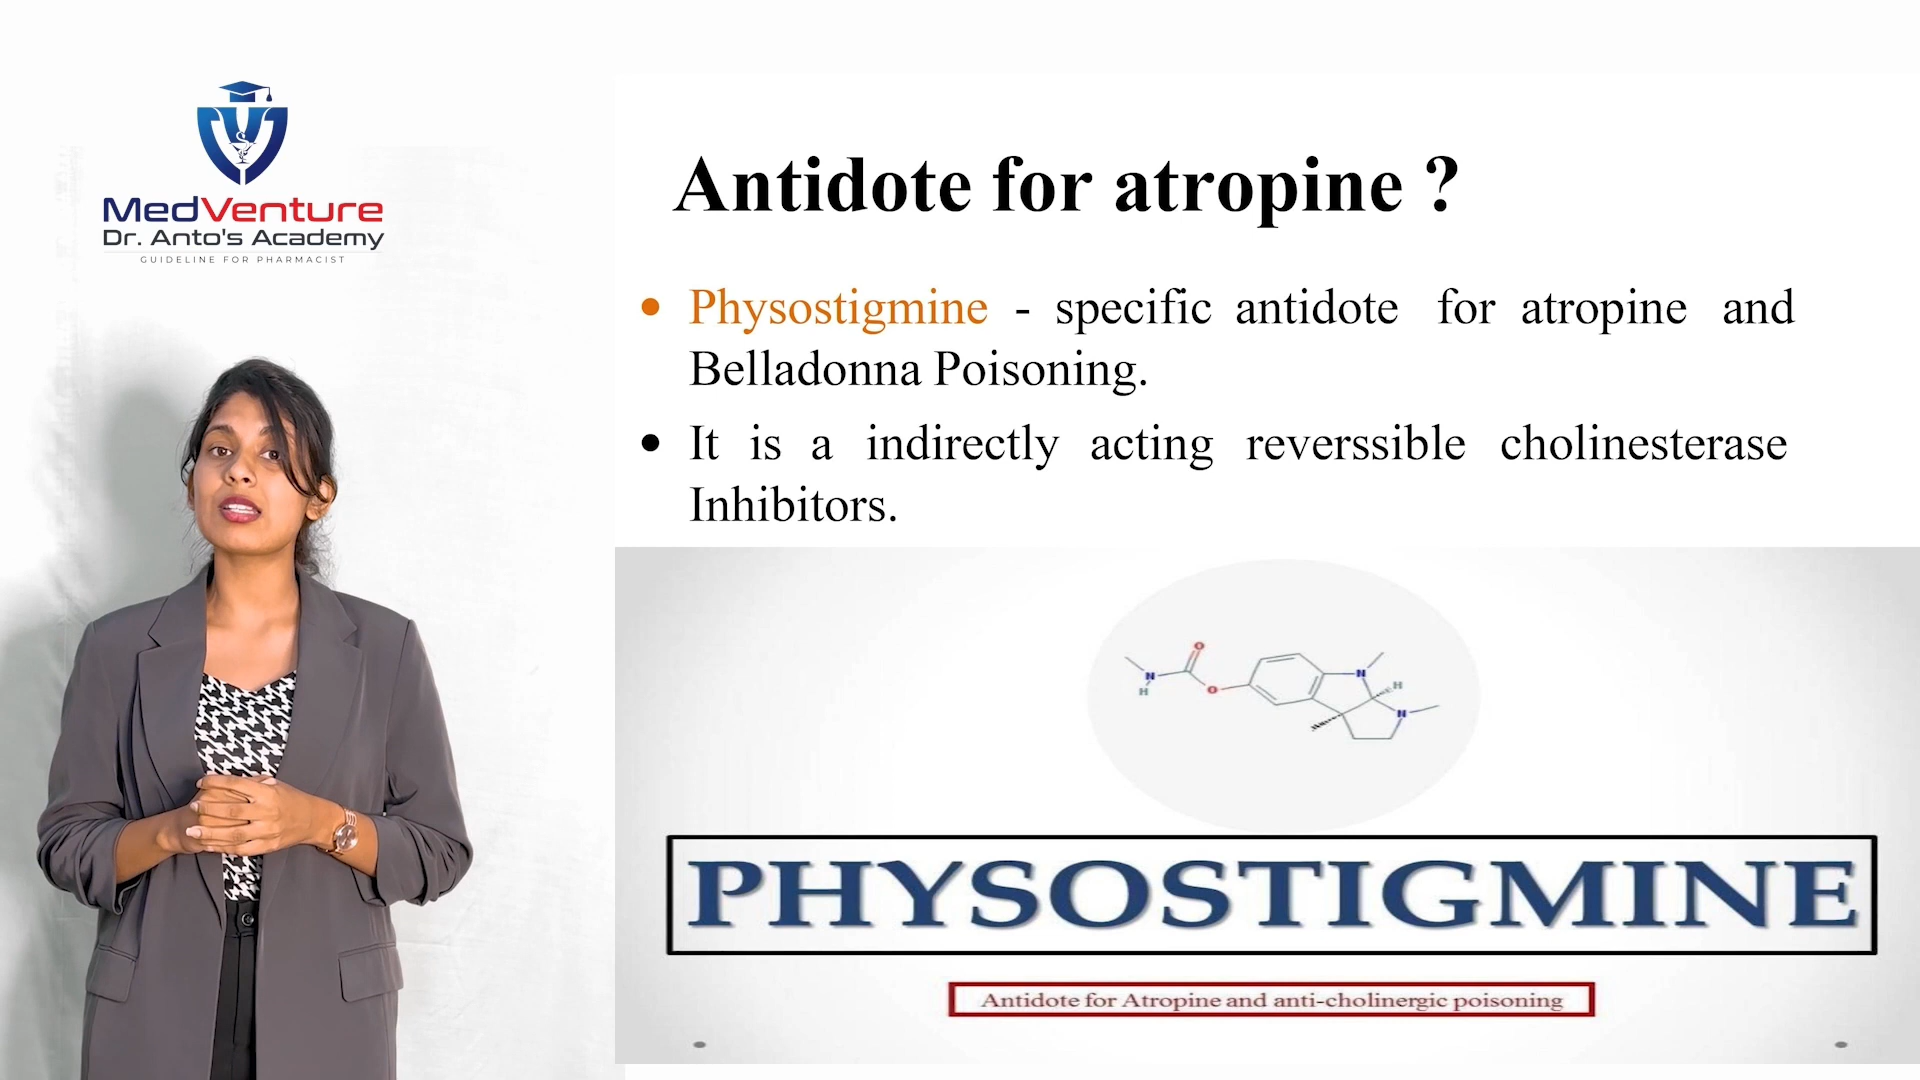 MedVenture
Dr. Anto's Academy
GUIDELINE FOR PHARMACIST
Antidote for atropine ?
• Physostigmine - specific antidote for atropine and
Belladonna Poisoning.
• It is a indirectly acting reverssible cholinesterase
Inhibitors.
O
N
H
O
N
H
N
PHYSOSTIGMINE
Antidote for Atropine and anti-cholinergic poisoning